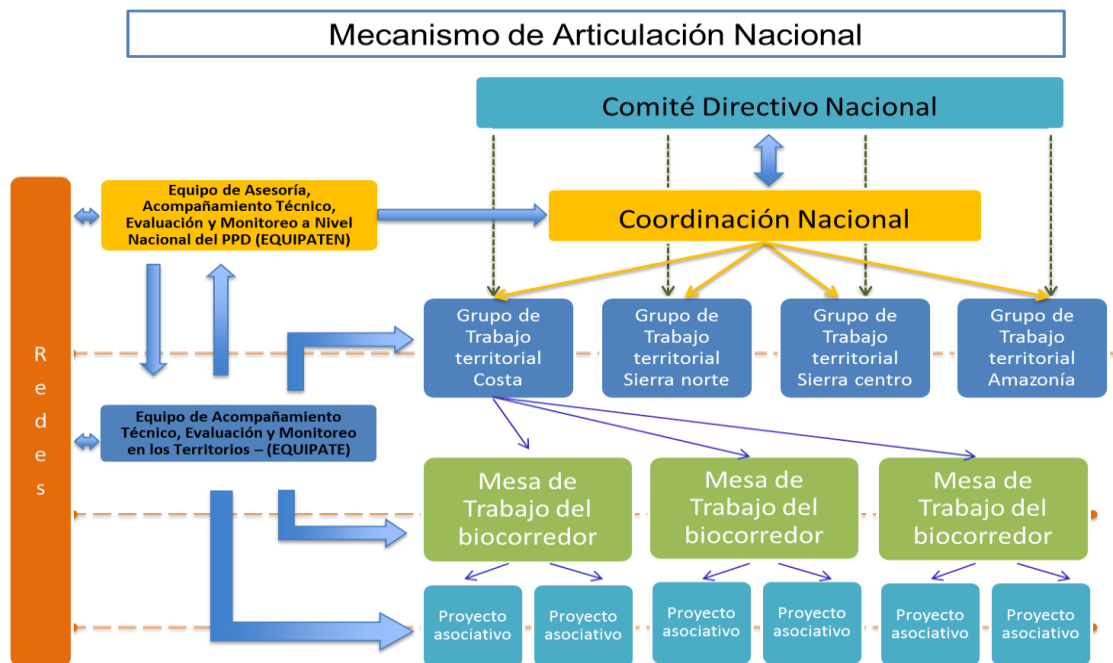 Mecanismo de Articulación Nacional
Comité Directivo Nacional
Equipo de Asesoría,
Acompañamiento Técnico,
Evaluación y Monitoreo a Nivel
Nacional del PPD (EQUIPATEN)
Coordinación Nacional
Redes
Grupo de
Trabajo
territorial
Costa
Grupo de
Trabajo
territorial
Sierra norte
Grupo de
Trabajo
territorial
Sierra centro
Grupo de
Trabajo
territorial
Amazonía
Equipo de Acompañamiento
Técnico, Evaluación y Monitoreo
en los Territorios – (EQUIPATE)
Mesa de
Trabajo del
biocorredor
Mesa de
Trabajo del
biocorredor
Mesa de
Trabajo del
biocorredor
Proyecto
asociativo
Proyecto
asociativo
Proyecto
asociativo
Proyecto
asociativo
Proyecto
asociativo
Proyecto
asociativo